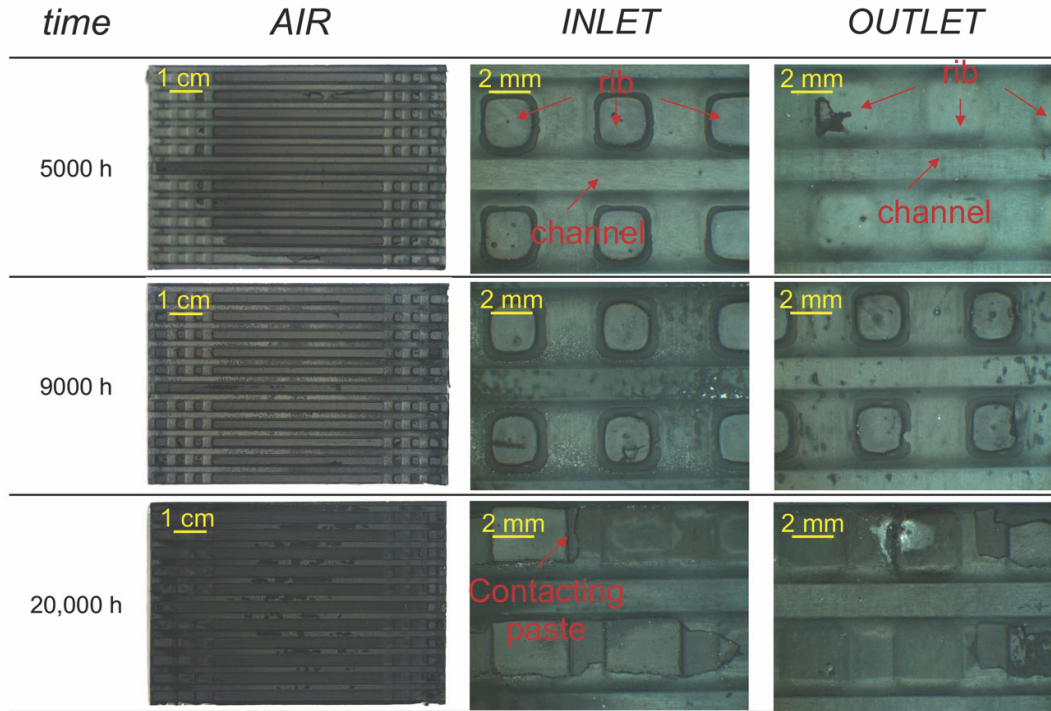 time AIR INLET OUTLET
5000 h
1 cm
2 mm
rib
channel
2 mm
rib
channel
9000 h
1 cm
2 mm
2 mm
20,000 h
1 cm
2 mm
Contacting
paste
2 mm